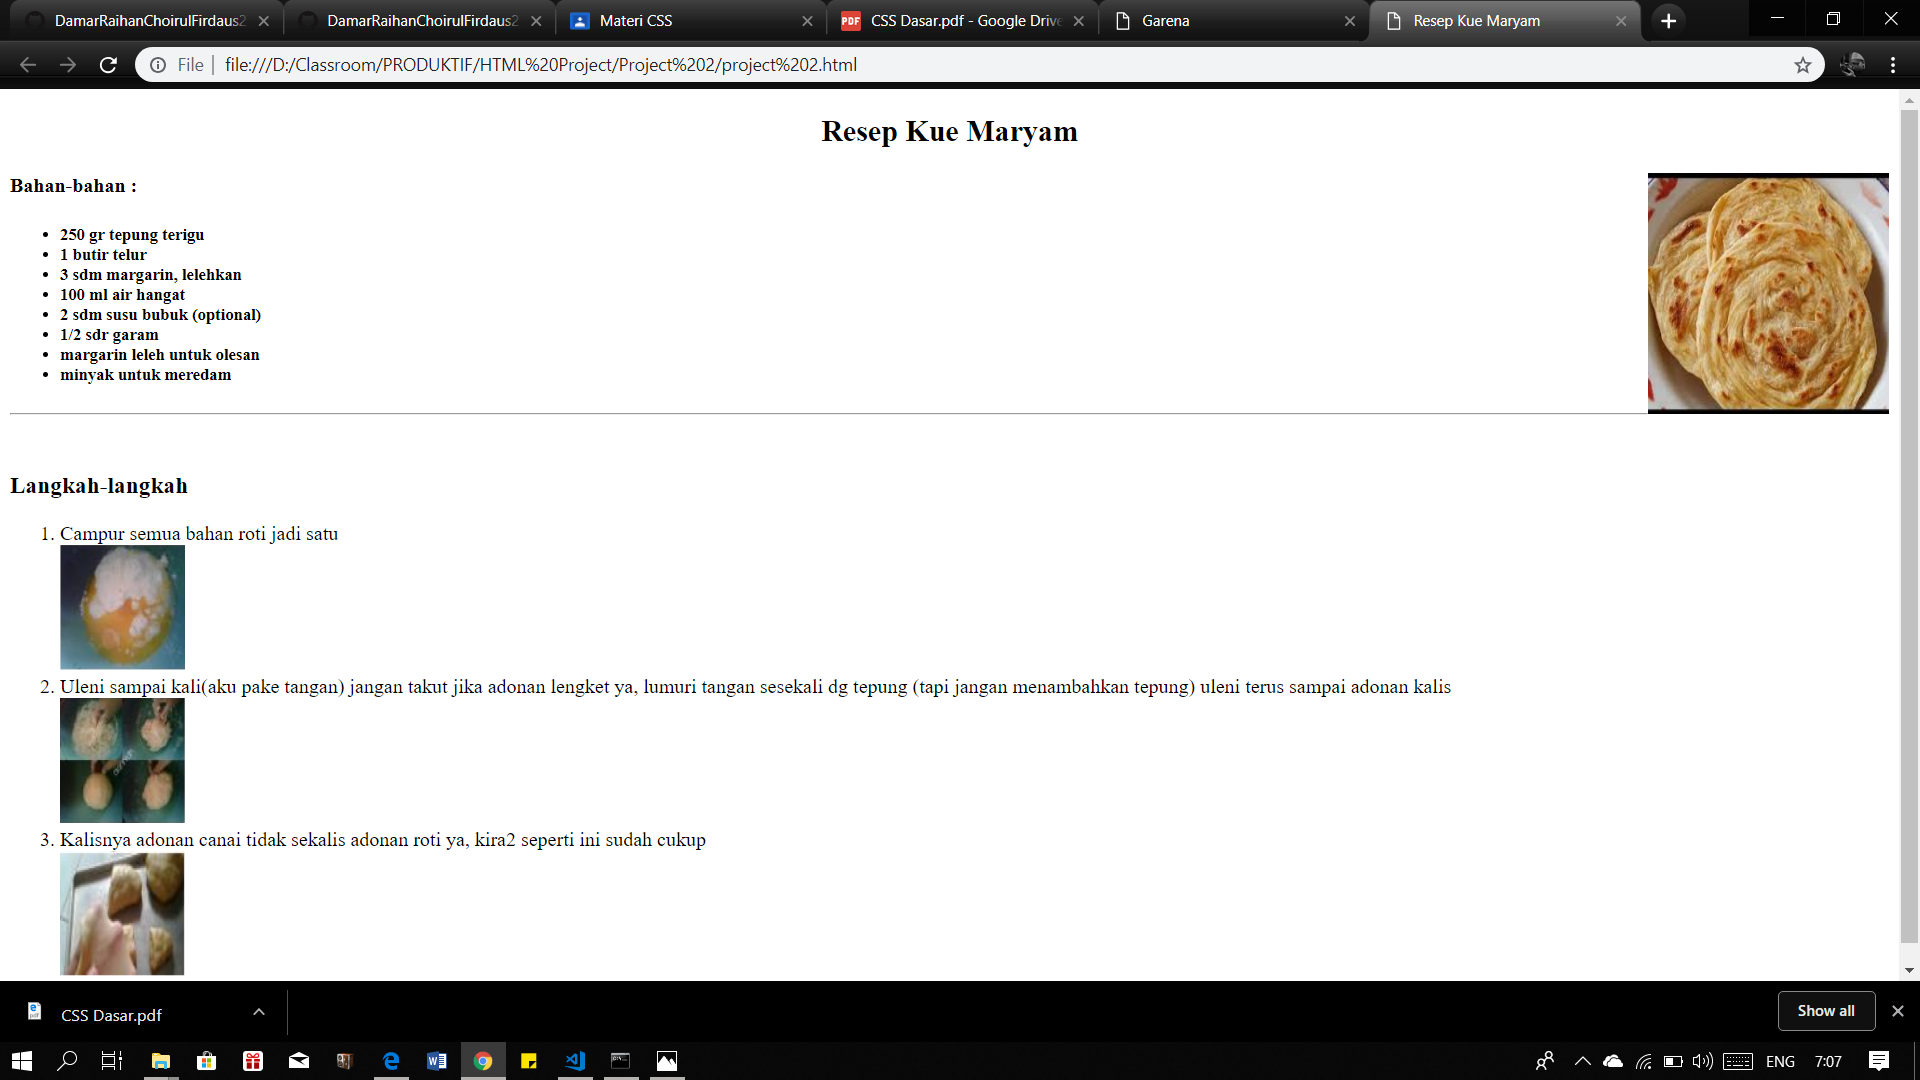 DamarRaihanChoirulFirdaus2
DamarRaihanChoirulFirdaus2
Materi CSS
PDF
CSS Dasar.pdf - Google Drive
Garena
Resep Kue Maryam
File
file:///D:/Classroom/PRODUKTIF/HTML%20Project/Project%202/project%202.html
Resep Kue Maryam
Bahan-bahan :
250 gr tepung terigu
1 butir telur
3 sdm margarin, lelehkan
100 ml air hangat
2 sdm susu bubuk (optional)
1/2 sdr garam
margarin leleh untuk olesan
minyak untuk meredam
Langkah-langkah
1. Campur semua bahan roti jadi satu
2. Uleni sampai kali(aku pake tangan) jangan takut jika adonan lengket ya, lumuri tangan sesekali dg tepung (tapi jangan menambahkan tepung) uleni terus sampai adonan kalis
3. Kalisnya adonan canai tidak sekalis adonan roti ya, kira2 seperti ini sudah cukup
CSS Dasar.pdf
Show all
ENG
7:07